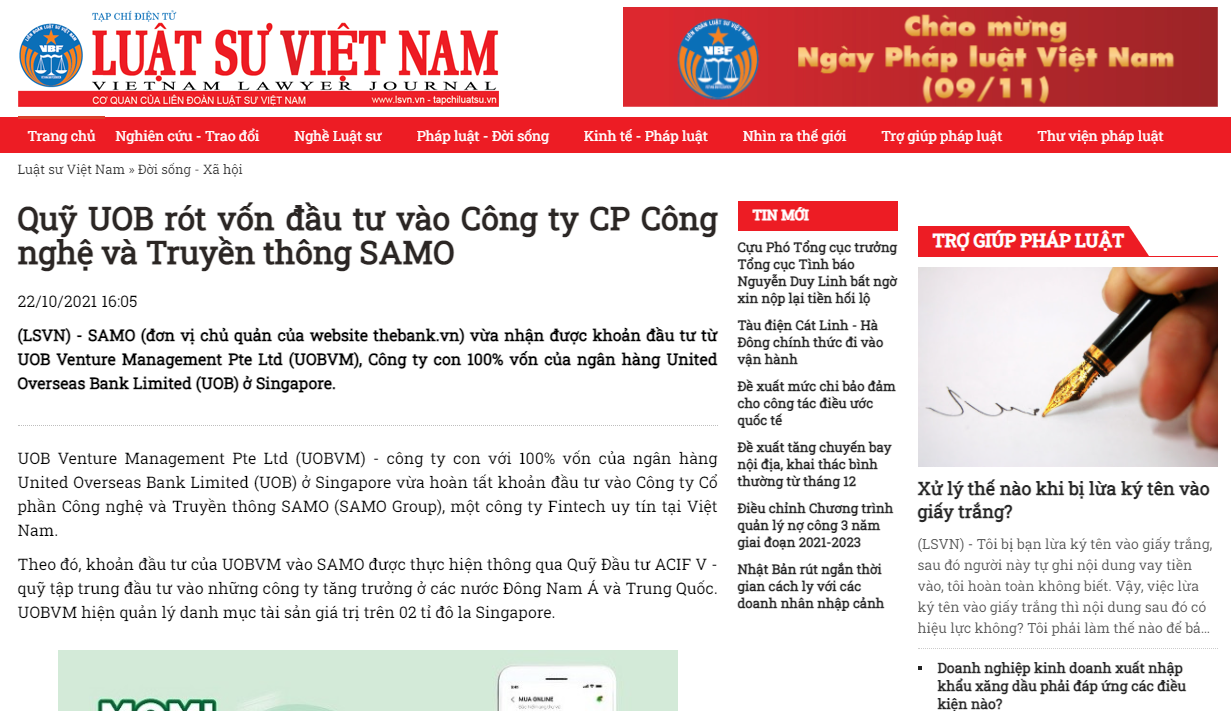 TẠP CHÍ ĐIỆN TỬ
LUẬT SƯ VIỆT NAM
VIETNAM LAWYER JOURNAL
CƠ QUAN CỦA LIÊN ĐOÀN LUẬT SƯ VIỆT NAM www.lsvn.vn - tapchiluatsu.vn
VBF
LIÊN ĐOÀN LUẬT SƯ VIỆT NAM
VBF
Chào mừng
Ngày Pháp luật Việt Nam
(09/11)
Trang chủ Nghiên cứu - Trao đổi Nghề Luật sư Pháp luật - Đời sống Kinh tế - Pháp luật Nhìn ra thế giới Trợ giúp pháp luật Thư viện pháp luật
Luật sư Việt Nam » Đời sống - Xã hội
Quỹ UOB rót vốn đầu tư vào Công ty CP Công
nghệ và Truyền thông SAMO
22/10/2021 16:05
(LSVN) - SAMO (đơn vị chủ quản của website thebank.vn) vừa nhận được khoản đầu tư từ
UOB Venture Management Pte Ltd (UOBVM), Công ty con 100% vốn của ngân hàng United
Overseas Bank Limited (UOB) ở Singapore.
UOB Venture Management Pte Ltd (UOBVM) - công ty con với 100% vốn của ngân hàng
United Overseas Bank Limited (UOB) ở Singapore vừa hoàn tất khoản đầu tư vào Công ty Cổ
phần Công nghệ và Truyền thông SAMO (SAMO Group), một công ty Fintech uy tín tại Việt
Nam.
Theo đó, khoản đầu tư của UOBVM vào SAMO được thực hiện thông qua Quỹ Đầu tư ACIF V -
quỹ tập trung đầu tư vào những công ty tăng trưởng ở các nước Đông Nam Á và Trung Quốc.
UOBVM hiện quản lý danh mục tài sản giá trị trên 02 tỉ đô la Singapore.
MUA ONLINE
TIN MỚI
Cựu Phó Tổng cục trưởng
Tổng cục Tình báo
Nguyễn Duy Linh bất ngờ
xin nộp lại tiền hối lộ
Tàu điện Cát Linh - Hà
Đông chính thức đi vào
vận hành
Đề xuất mức chi bảo đảm
cho công tác điều ước
quốc tế
Đề xuất tăng chuyến bay
nội địa, khai thác bình
thường từ tháng 12
Điều chỉnh Chương trình
quản lý nợ công 3 năm
giai đoạn 2021-2023
Nhật Bản rút ngắn thời
gian cách ly với các
doanh nhân nhập cảnh
TRỢ GIÚP PHÁP LUẬT
Xử lý thế nào khi bị lừa ký tên vào
giấy trắng?
(LSVN) - Tôi bị bạn lừa ký tên vào giấy trắng,
sau đó người này tự ghi nội dung vay tiền
vào, tôi hoàn toàn không biết. Vậy, việc lừa
ký tên vào giấy trắng thì nội dung sau đó có
hiệu lực không? Tôi phải làm thế nào để bả...
Doanh nghiệp kinh doanh xuất nhập
khẩu xăng dầu phải đáp ứng các điều
kiện nào?